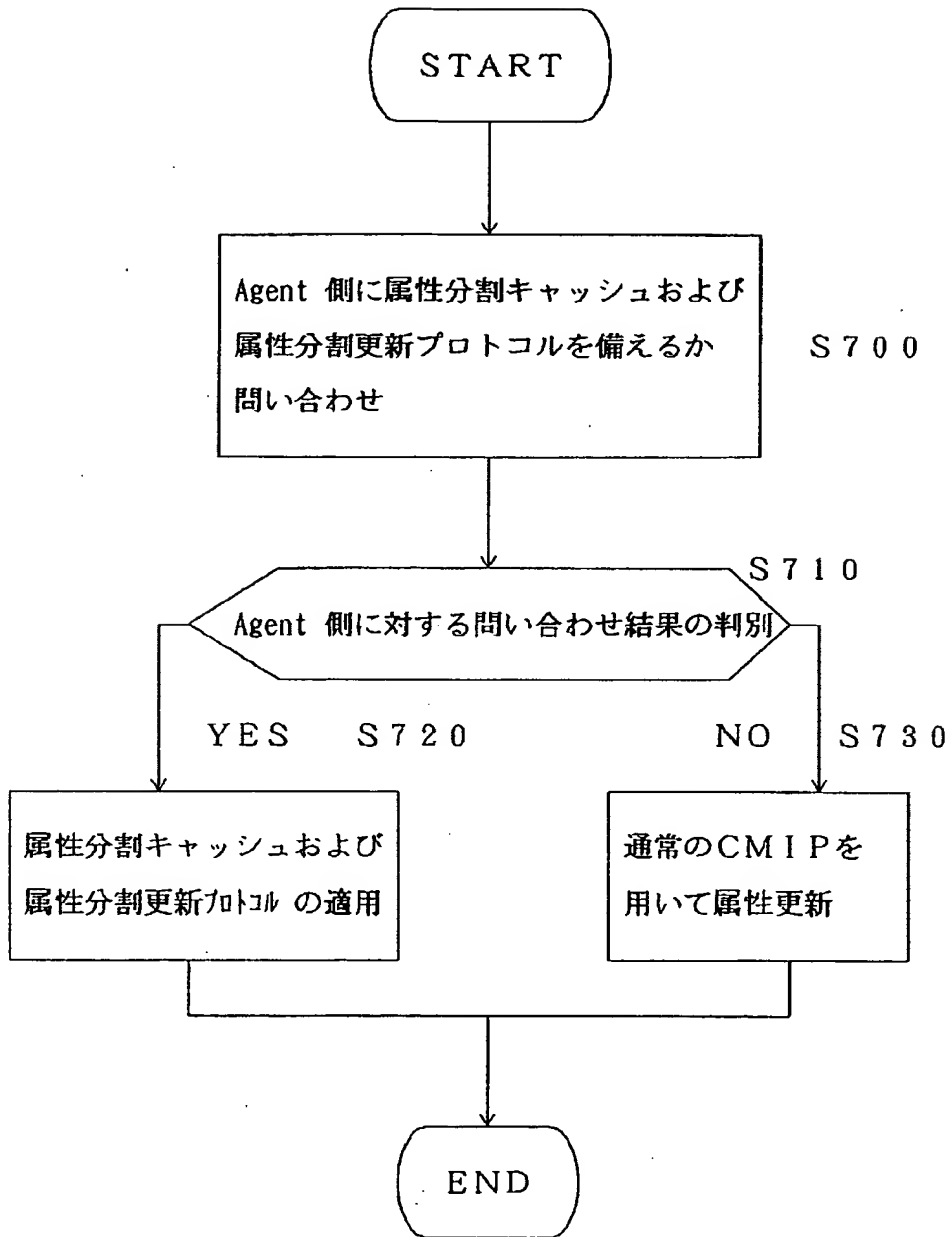 START
Agent 側に属性分割キャッシュおよび
属性分割更新プロトコルを備えるか
問い合わせ
S700
S710
Agent 側に対する問い合わせ結果の判別
YES
S720
NO
S730
属性分割キャッシュおよび
属性分割更新ﾌﾟﾛﾄｺﾙ の適用
通常のCMIPを
用いて属性更新
END